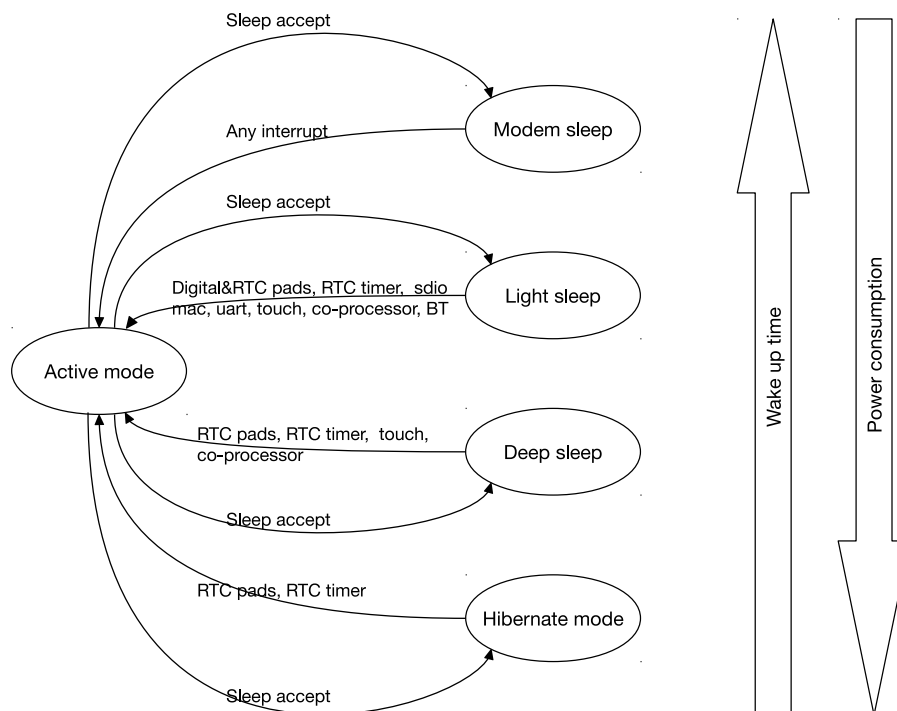 Sleep accept
Modem sleep
Any interrupt
Sleep accept
Digital&RTC pads, RTC timer, sdio
mac, uart, touch, co-processor, BT
Light sleep
Active mode
RTC pads, RTC timer, touch,
co-processor
Deep sleep
Sleep accept
RTC pads, RTC timer
Hibernate mode
Sleep accept
Wake up time
Power consumption